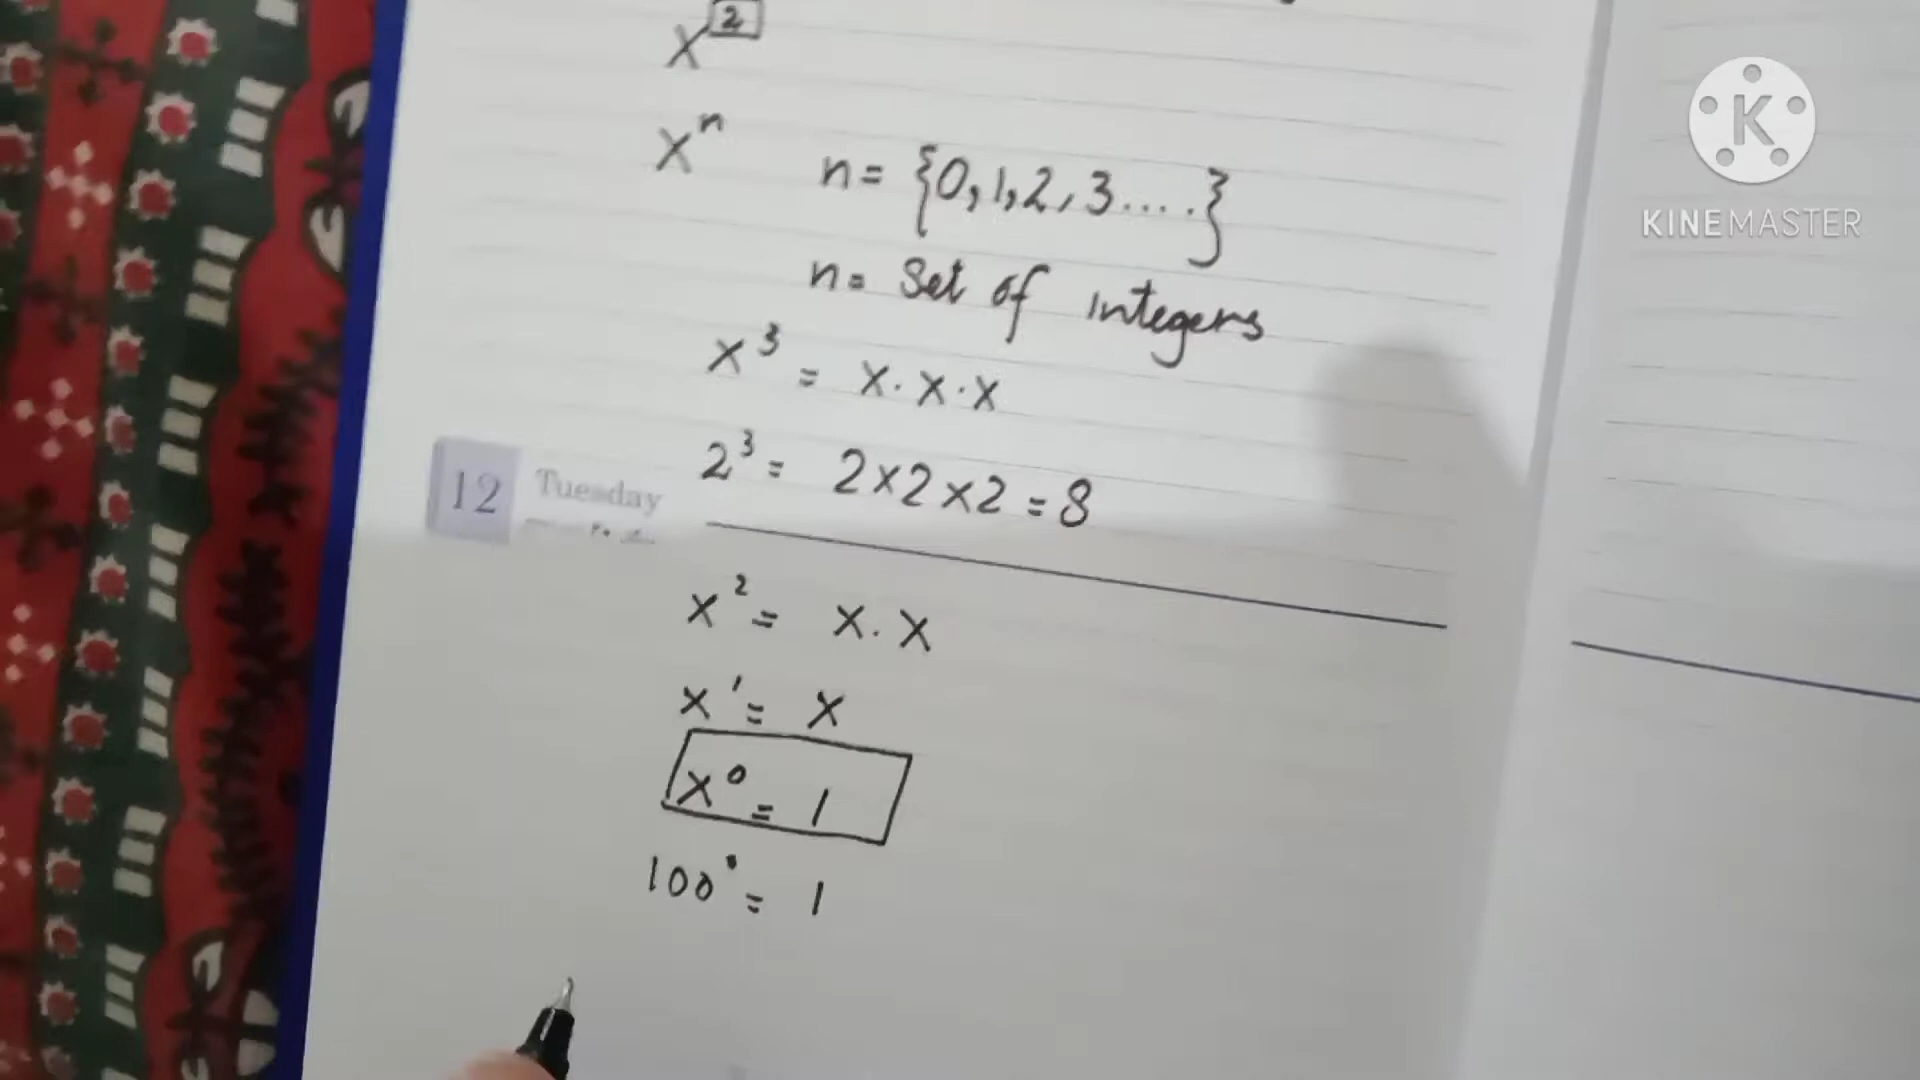 x²
K
xⁿ n = {0, 1, 2, 3 ....}
KINEMASTER
n = Set of integers
x³ = x · x · x
2³ = 2 × 2 × 2 = 8
12 Tuesday
x² = x . x
x' = x
x⁰ = 1
100⁰ = 1